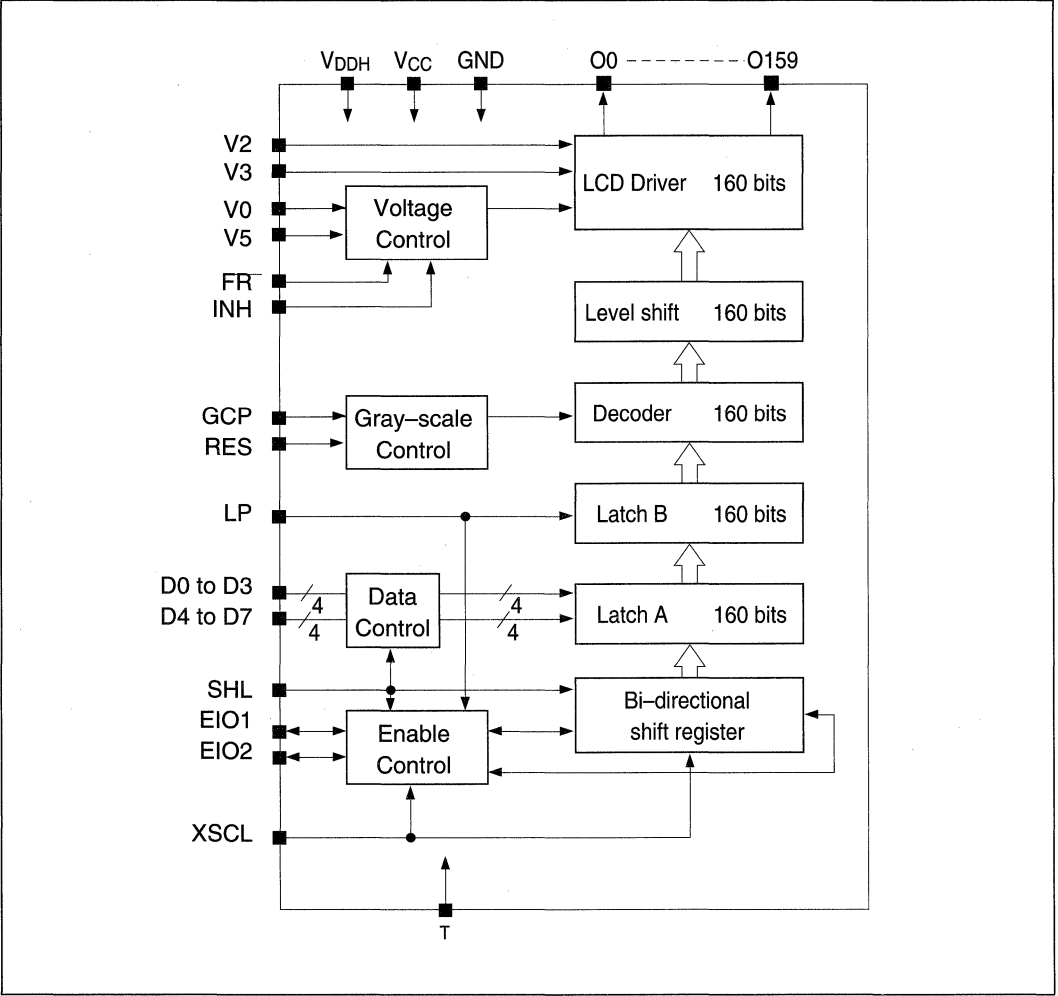 VDDH VCC GND O0 O159
V2
V3
LCD Driver 160 bits
V0
V5
Voltage
Control
FR
INH
Level shift 160 bits
GCP
RES
Gray–scale
Control
Decoder 160 bits
LP
Latch B 160 bits
D0 to D3
D4 to D7
4
4
Data
Control
4
4
Latch A 160 bits
SHL
EIO1
EIO2
Enable
Control
Bi–directional
shift register
XSCL
T